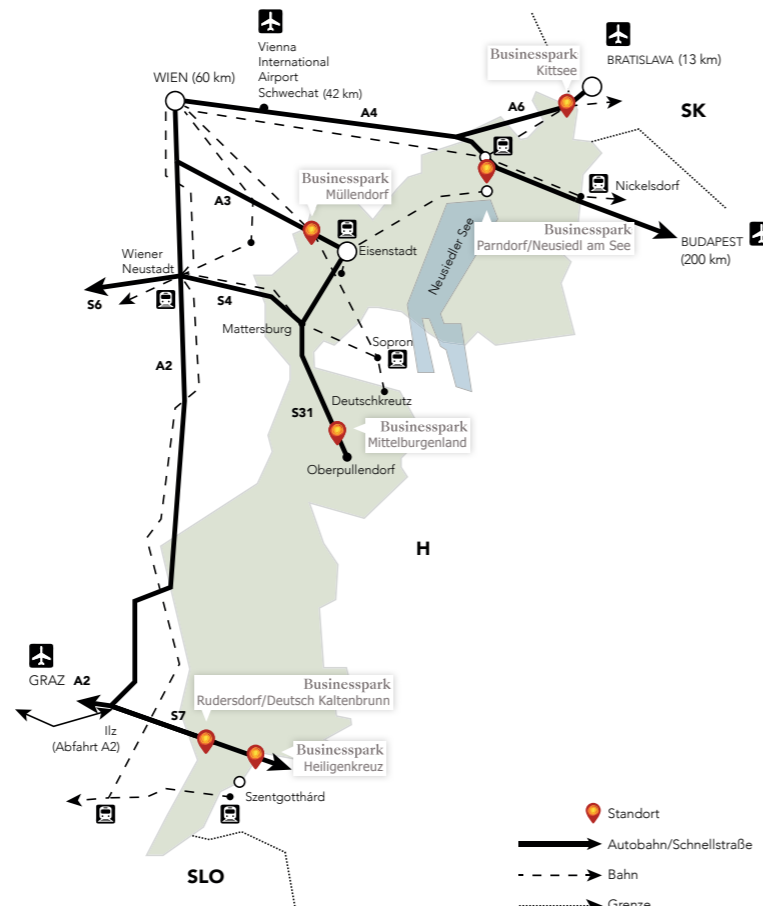 Vienna
International
Airport
Schwechat (42 km)
WIEN (60 km)
Businesspark
Kittsee
BRATISLAVA (13 km)
A4
A6
SK
Businesspark
Müllendorf
A3
Nickelsdorf
Eisenstadt
Businesspark
Parndorf/Neusiedl am See
BUDAPEST
(200 km)
Neusiedler See
Wiener
Neustadt
S6
S4
Mattersburg
Sopron
A2
Deutschkreutz
S31
Businesspark
Mittelburgenland
Oberpullendorf
H
GRAZ A2
Businesspark
Rudersdorf/Deutsch Kaltenbrunn
S7
Ilz
(Abfahrt A2)
Businesspark
Heiligenkreuz
Szentgotthárd
SLO
Standort
Autobahn/Schnellstraße
Bahn
Grenze